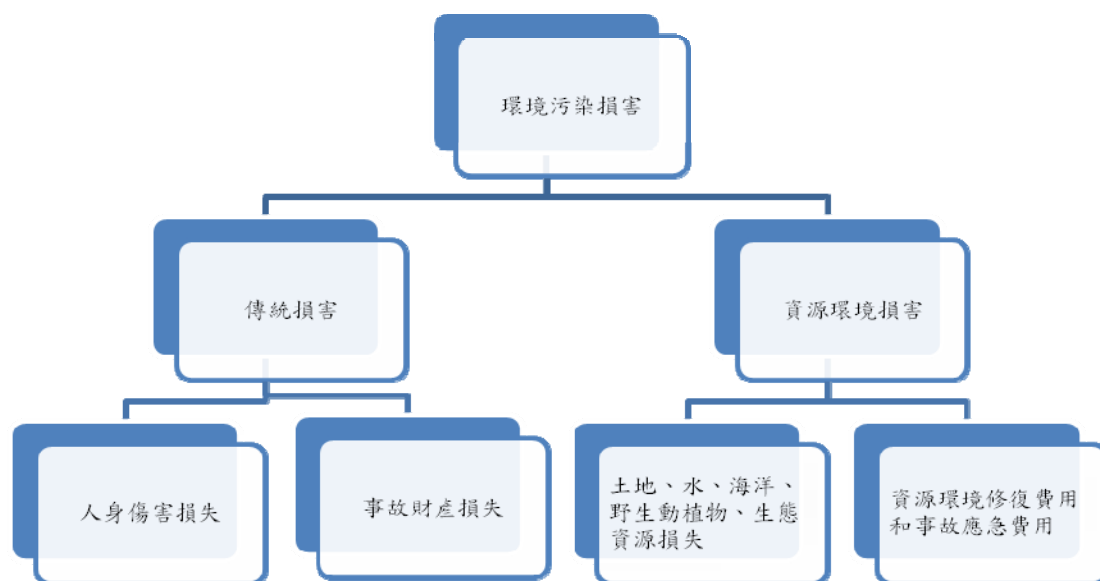 環境污染損害
傳統損害
資源環境損害
人身傷害損失
事故財產損失
土地、水、海洋、
野生動植物、生態
資源損失
資源環境修復費用
和事故應急費用